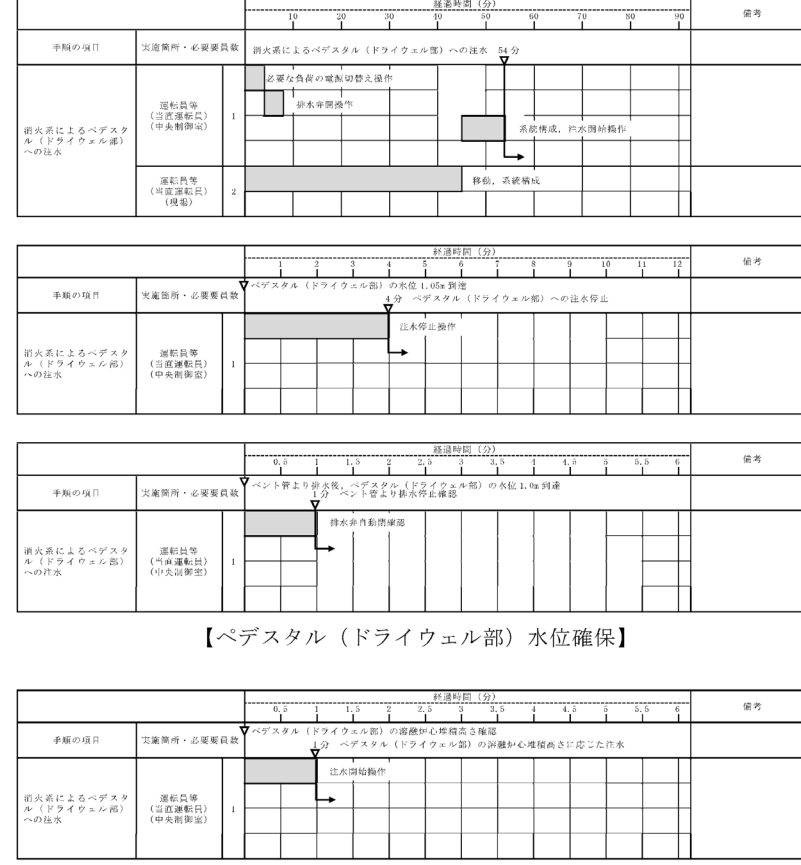 経過時間（分）
10 20 30 40 50 60 70 80 90
備考
手順の項目
実施箇所・必要要員数
消火系によるペデスタル（ドライウェル部）への注水 54分
消火系によるペデスタ
ル（ドライウェル部）
への注水
運転員等
（当直運転員）
（中央制御室）
1
必要な負荷の電源切替え操作
排水弁開操作
系統構成，注水開始操作
運転員等
（当直運転員）
（現場）
2
移動，系統構成
経過時間（分）
1 2 3 4 5 6 7 8 9 10 11 12
備考
手順の項目
実施箇所・必要要員数
ペデスタル（ドライウェル部）の水位1.05m到達
4分 ペデスタル（ドライウェル部）への注水停止
消火系によるペデスタ
ル（ドライウェル部）
への注水
運転員等
（当直運転員）
（中央制御室）
1
注水停止操作
経過時間（分）
0.5 1 1.5 2 2.5 3 3.5 4 4.5 5 5.5 6
備考
手順の項目
実施箇所・必要要員数
ベント管より排水後，ペデスタル（ドライウェル部）の水位1.0m到達
1分 ベント管より排水停止確認
消火系によるペデスタ
ル（ドライウェル部）
への注水
運転員等
（当直運転員）
（中央制御室）
1
排水弁自動閉確認
【ペデスタル（ドライウェル部）水位確保】
経過時間（分）
0.5 1 1.5 2 2.5 3 3.5 4 4.5 5 5.5 6
備考
手順の項目
実施箇所・必要要員数
ペデスタル（ドライウェル部）の溶融炉心堆積高さ確認
1分 ペデスタル（ドライウェル部）の溶融炉心堆積高さに応じた注水
消火系によるペデスタ
ル（ドライウェル部）
への注水
運転員等
（当直運転員）
（中央制御室）
1
注水開始操作